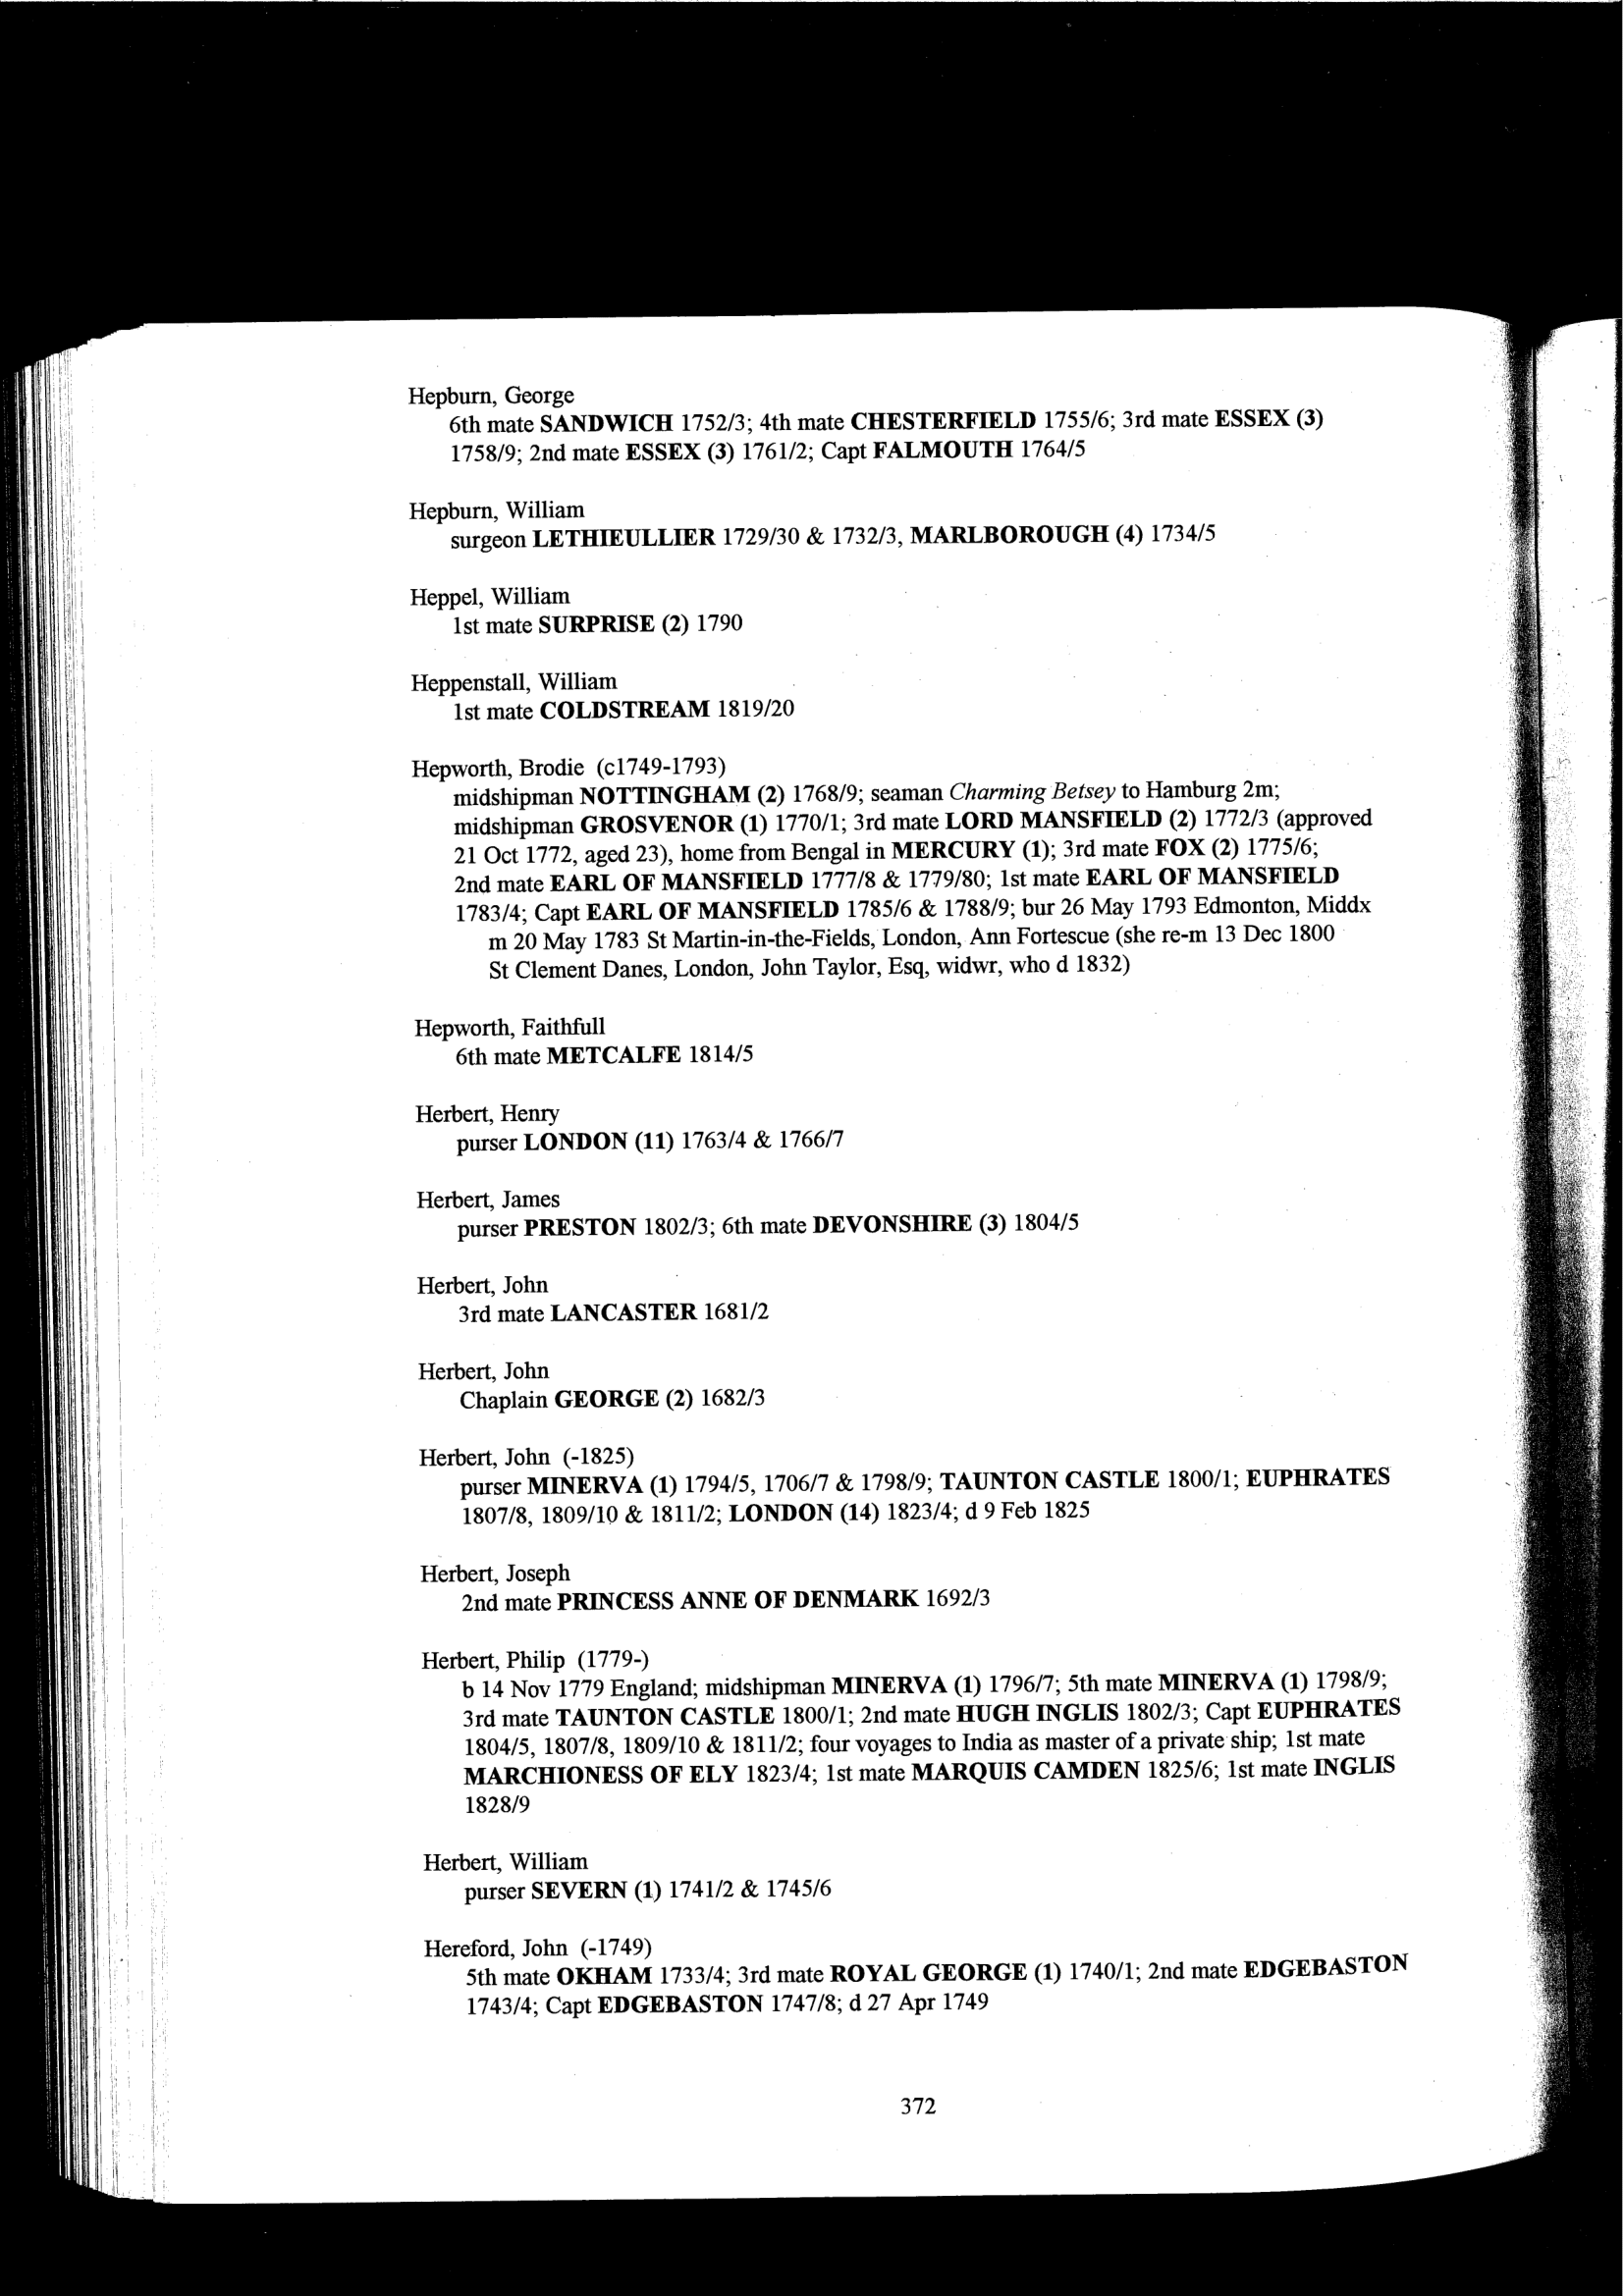 Hepburn, George
6th mate SANDWICH 1752/3; 4th mate CHESTERFIELD 1755/6; 3rd mate ESSEX (3)
1758/9; 2nd mate ESSEX (3) 1761/2; Capt FALMOUTH 1764/5
Hepburn, William
surgeon LETHIEULLIER 1729/30 & 1732/3, MARLBOROUGH (4) 1734/5
Heppel, William
1st mate SURPRISE (2) 1790
Heppenstall, William
1st mate COLDSTREAM 1819/20
Hepworth, Brodie (c1749-1793)
midshipman NOTTINGHAM (2) 1768/9; seaman Charming Betsey to Hamburg 2m;
midshipman GROSVENOR (1) 1770/1; 3rd mate LORD MANSFIELD (2) 1772/3 (approved
21 Oct 1772, aged 23), home from Bengal in MERCURY (1); 3rd mate FOX (2) 1775/6;
2nd mate EARL OF MANSFIELD 1777/8 & 1779/80; 1st mate EARL OF MANSFIELD
1783/4; Capt EARL OF MANSFIELD 1785/6 & 1788/9; bur 26 May 1793 Edmonton, Middx
m 20 May 1783 St Martin-in-the-Fields, London, Ann Fortescue (she re-m 13 Dec 1800
St Clement Danes, London, John Taylor, Esq, widwr, who d 1832)
Hepworth, Faithfull
6th mate METCALFE 1814/5
Herbert, Henry
purser LONDON (11) 1763/4 & 1766/7
Herbert, James
purser PRESTON 1802/3; 6th mate DEVONSHIRE (3) 1804/5
Herbert, John
3rd mate LANCASTER 1681/2
Herbert, John
Chaplain GEORGE (2) 1682/3
Herbert, John (-1825)
purser MINERVA (1) 1794/5, 1706/7 & 1798/9; TAUNTON CASTLE 1800/1; EUPHRATES
1807/8, 1809/10 & 1811/2; LONDON (14) 1823/4; d 9 Feb 1825
Herbert, Joseph
2nd mate PRINCESS ANNE OF DENMARK 1692/3
Herbert, Philip (1779-)
b 14 Nov 1779 England; midshipman MINERVA (1) 1796/7; 5th mate MINERVA (1) 1798/9;
3rd mate TAUNTON CASTLE 1800/1; 2nd mate HUGH INGLIS 1802/3; Capt EUPHRATES
1804/5, 1807/8, 1809/10 & 1811/2; four voyages to India as master of a private ship; 1st mate
MARCHIONESS OF ELY 1823/4; 1st mate MARQUIS CAMDEN 1825/6; 1st mate INGLIS
1828/9
Herbert, William
purser SEVERN (1) 1741/2 & 1745/6
Hereford, John (-1749)
5th mate OKHAM 1733/4; 3rd mate ROYAL GEORGE (1) 1740/1; 2nd mate EDGEBASTON
1743/4; Capt EDGEBASTON 1747/8; d 27 Apr 1749
372